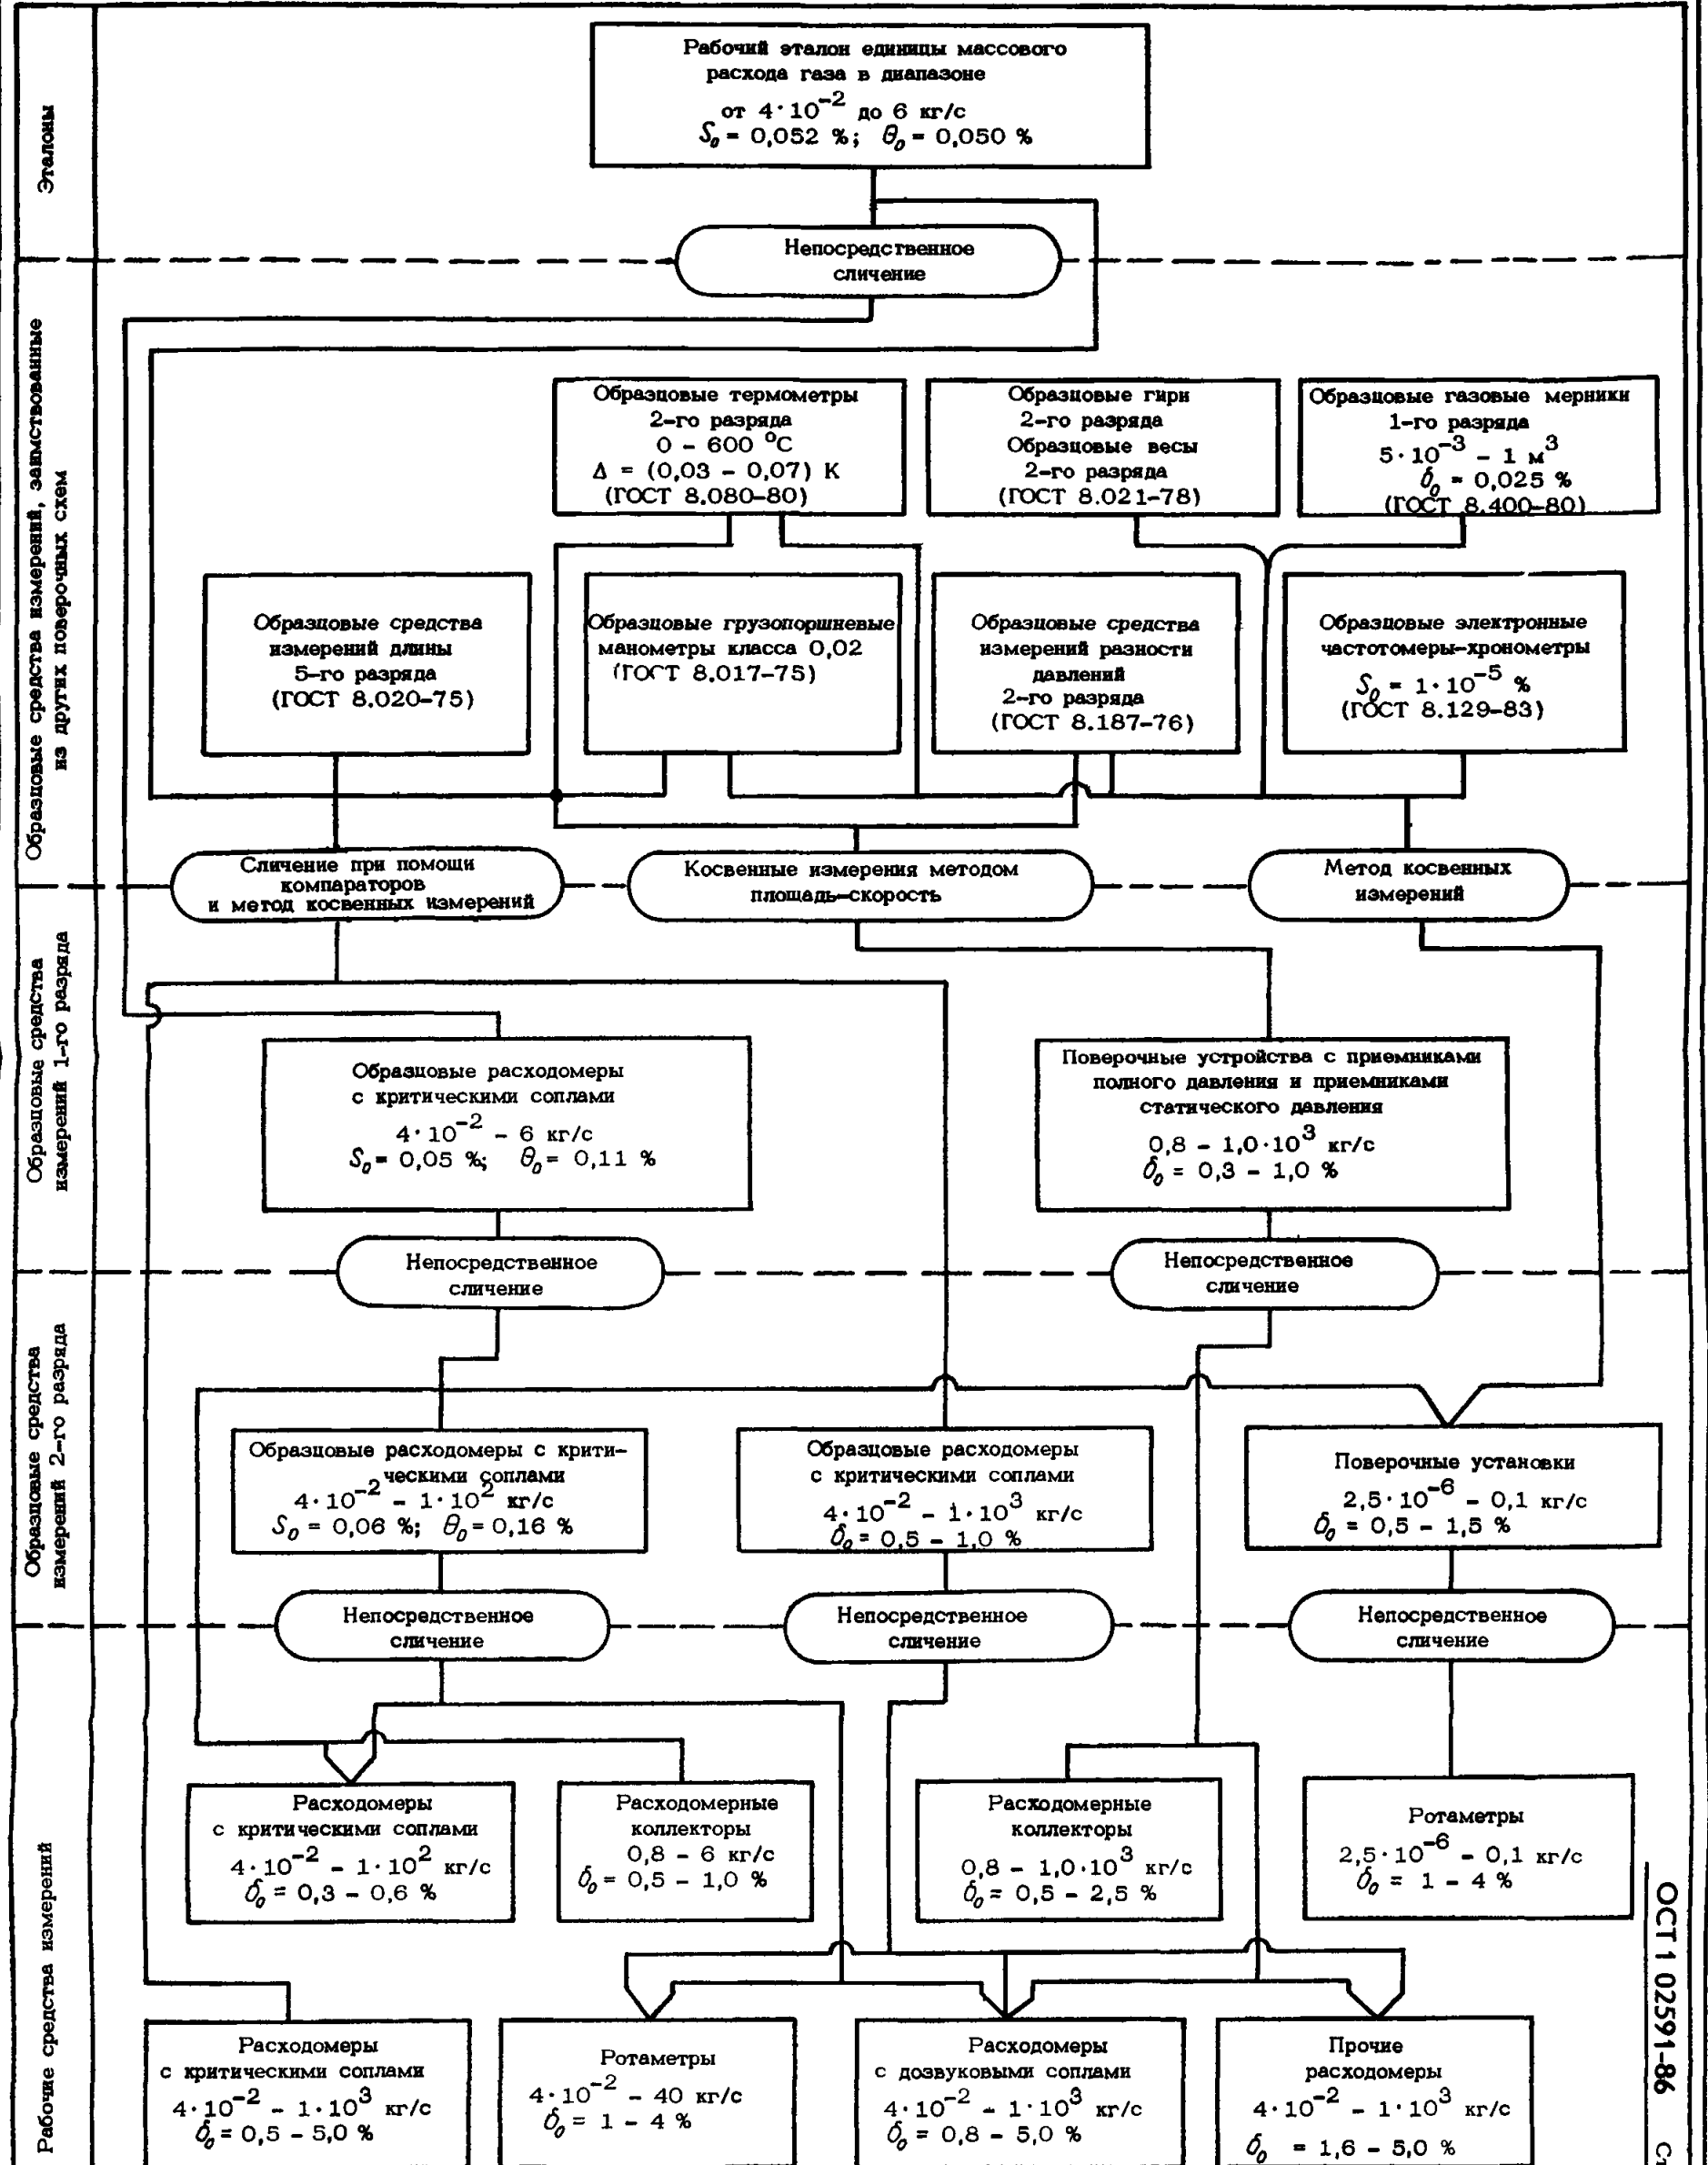 Эталоны
Рабочий эталон единицы массового
расхода газа в диапазоне
от 4·10⁻² до 6 кг/с
S₀ = 0,052 %; θ₀ = 0,050 %
Непосредственное
сличение
Образцовые средства измерений, заимствованные
из других поверочных схем
Образцовые термометры
2-го разряда
0 – 600 °С
Δ = (0,03 – 0,07) К
(ГОСТ 8.080-80)
Образцовые гири
2-го разряда
Образцовые весы
2-го разряда
(ГОСТ 8.021-78)
Образцовые газовые мерники
1-го разряда
5·10⁻³ – 1 м³
δ₀ = 0,025 %
(ГОСТ 8.400-80)
Образцовые средства
измерений длины
5-го разряда
(ГОСТ 8.020-75)
Образцовые грузопоршневые
манометры класса 0,02
(ГОСТ 8.017-75)
Образцовые средства
измерений разности
давлений
2-го разряда
(ГОСТ 8.187-76)
Образцовые электронные
частотомеры-хронометры
S₀ = 1·10⁻⁵ %
(ГОСТ 8.129-83)
Сличение при помощи
компараторов
и метод косвенных измерений
Косвенные измерения методом
площадь-скорость
Метод косвенных
измерений
Образцовые средства
измерений 1-го разряда
Образцовые расходомеры
с критическими соплами
4·10⁻² – 6 кг/с
S₀ = 0,05 %; θ₀ = 0,11 %
Поверочные устройства с приемниками
полного давления и приемниками
статического давления
0,8 – 1,0·10³ кг/с
δ₀ = 0,3 – 1,0 %
Непосредственное
сличение
Непосредственное
сличение
Образцовые средства
измерений 2-го разряда
Образцовые расходомеры с крити-
ческими соплами
4·10⁻² – 1·10² кг/с
S₀ = 0,06 %; θ₀ = 0,16 %
Образцовые расходомеры
с критическими соплами
4·10⁻² – 1·10³ кг/с
δ₀ = 0,5 – 1,0 %
Поверочные установки
2,5·10⁻⁶ – 0,1 кг/с
δ₀ = 0,5 – 1,5 %
Непосредственное
сличение
Непосредственное
сличение
Непосредственное
сличение
Рабочие средства измерений
Расходомеры
с критическими соплами
4·10⁻² – 1·10² кг/с
δ₀ = 0,3 – 0,6 %
Расходомерные
коллекторы
0,8 – 6 кг/с
δ₀ = 0,5 – 1,0 %
Расходомерные
коллекторы
0,8 – 1,0·10³ кг/с
δ₀ = 0,5 – 2,5 %
Ротаметры
2,5·10⁻⁶ – 0,1 кг/с
δ₀ = 1 – 4 %
Расходомеры
с критическими соплами
4·10⁻² – 1·10³ кг/с
δ₀ = 0,5 – 5,0 %
Ротаметры
4·10⁻² – 40 кг/с
δ₀ = 1 – 4 %
Расходомеры
с дозвуковыми соплами
4·10⁻² – 1·10³ кг/с
δ₀ = 0,8 – 5,0 %
Прочие
расходомеры
4·10⁻² – 1·10³ кг/с
δ₀ = 1,6 – 5,0 %
ОСТ 1 02591-86